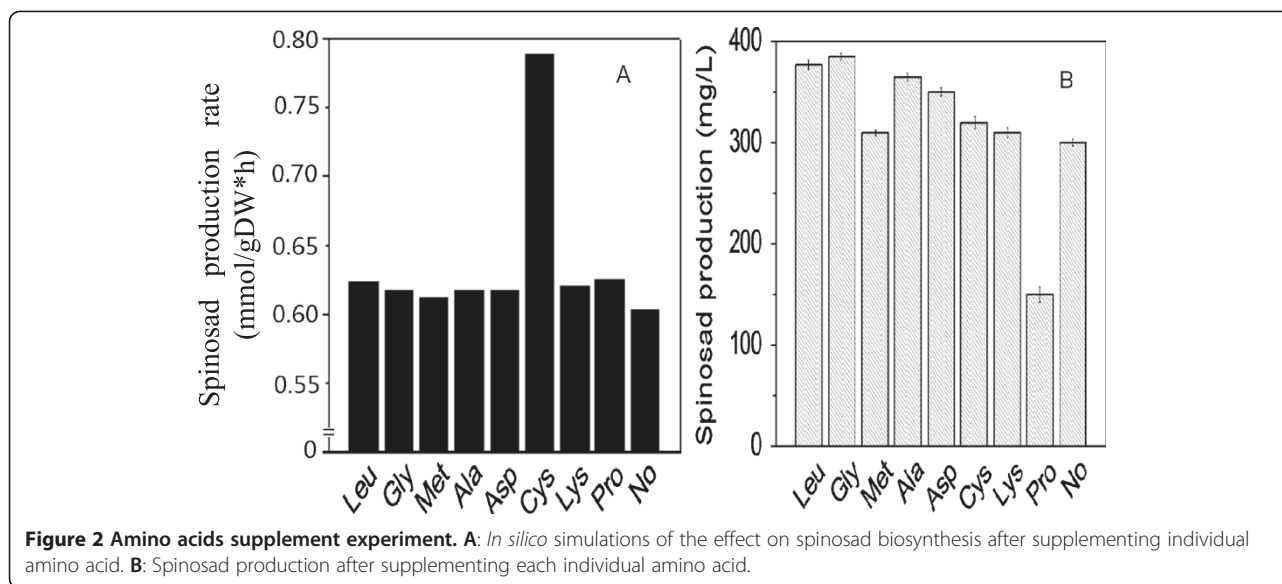 Spinosad production rate
(mmol/gDW*h)
0.80
0.75
0.70
0.65
0.60
0.55
0
A
Leu Gly Met Ala Asp Cys Lys Pro No
Spinosad production (mg/L)
400
300
200
100
0
B
Leu Gly Met Ala Asp Cys Lys Pro No
Figure 2 Amino acids supplement experiment. A: In silico simulations of the effect on spinosad biosynthesis after supplementing individual
amino acid. B: Spinosad production after supplementing each individual amino acid.